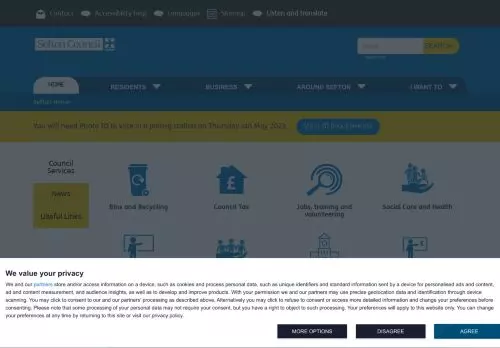 Contact
Accessibility help
Languages
Sitemap
Listen and translate
Sefton Council
SEARCH
HOME
RESIDENTS
BUSINESS
AROUND SEFTON
I WANT TO
Sefton Home
You will need Photo ID to vote in a polling station on Thursday 4th May 2023.
Council
Services
News
Useful Links
Bins and Recycling
Council Tax
Jobs, training and
volunteering
Social Care and Health
We value your privacy
We and our partners store and/or access information on a device, such as cookies and process personal data, such as unique identifiers and standard information sent by a device for personalised ads and content,
ad and content measurement, and audience insights, as well as to develop and improve products. With your permission we and our partners may use precise geolocation data and identification through device
scanning. You may click to consent to our and our partners' processing as described above. Alternatively you may click to refuse to consent or access more detailed information and change your preferences before
consenting. Please note that some processing of your personal data may not require your consent, but you have a right to object to such processing. Your preferences will apply to this website only. You can change
your preferences at any time by returning to this site or visit our privacy policy.
MORE OPTIONS
DISAGREE
AGREE